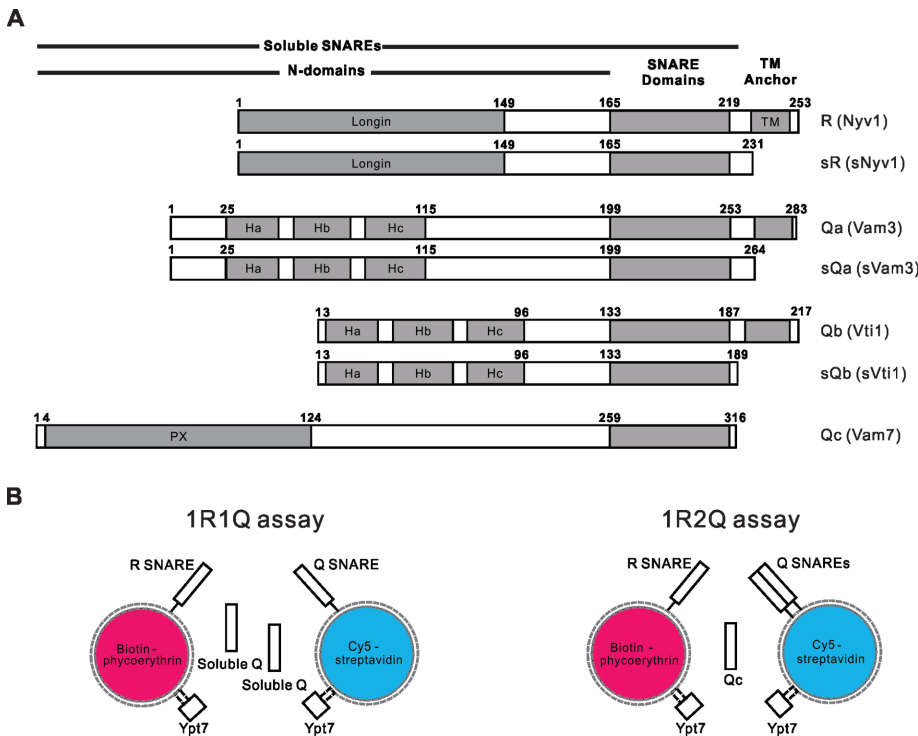 A
Soluble SNAREs
N-domains
SNARE
Domains
TM
Anchor
1 149 165 219 253
Longin TM R (Nyv1)
1 149 165 231
Longin sR (sNyv1)
1 25 115 199 253 283
Ha Hb Hc Qa (Vam3)
1 25 115 199 264
Ha Hb Hc sQa (sVam3)
13 96 133 187 217
Ha Hb Hc Qb (Vti1)
13 96 133 189
Ha Hb Hc sQb (sVti1)
1 4 124 259 316
PX Qc (Vam7)
B
1R1Q assay
R SNARE Q SNARE
Biotin -
phycoerythrin
Cy5 -
streptavidin
Soluble Q
Soluble Q
Ypt7 Ypt7
1R2Q assay
R SNARE Q SNAREs
Biotin -
phycoerythrin
Cy5 -
streptavidin
Qc
Ypt7 Ypt7